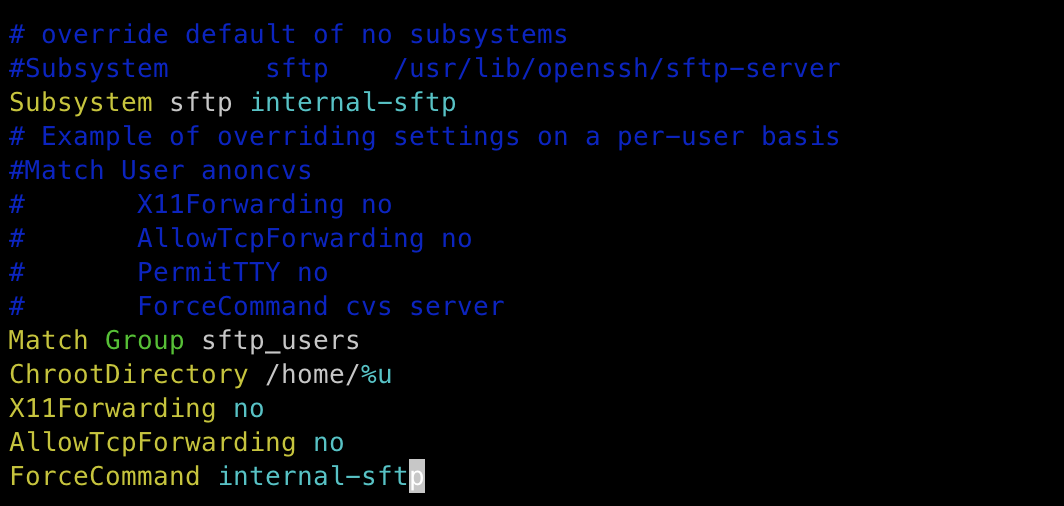 # override default of no subsystems
#Subsystem      sftp    /usr/lib/openssh/sftp-server
Subsystem sftp internal-sftp
# Example of overriding settings on a per-user basis
#Match User anoncvs
#       X11Forwarding no
#       AllowTcpForwarding no
#       PermitTTY no
#       ForceCommand cvs server
Match Group sftp_users
ChrootDirectory /home/%u
X11Forwarding no
AllowTcpForwarding no
ForceCommand internal-sftp